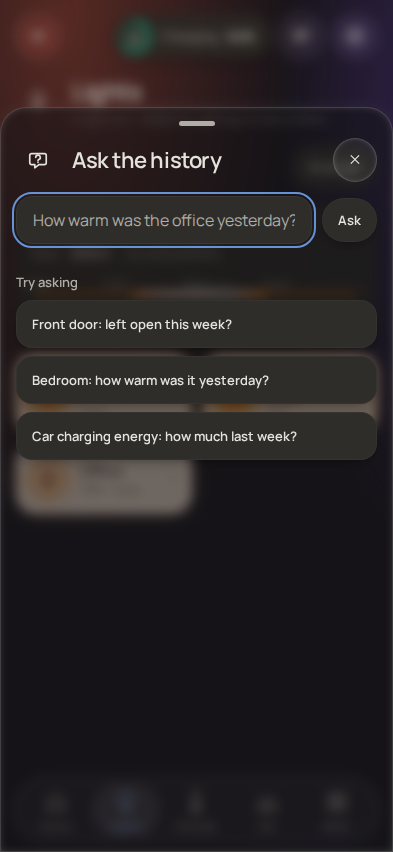 Lights
Ask the history
How warm was the office yesterday?
Ask
Try asking
Front door: left open this week?
Bedroom: how warm was it yesterday?
Car charging energy: how much last week?